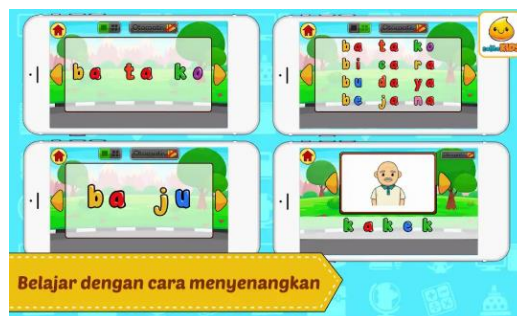 ba ta ko
ba ta ko
bi ca ra
bu da ya
be ja na
ba ju
kakek
Belajar dengan cara menyenangkan